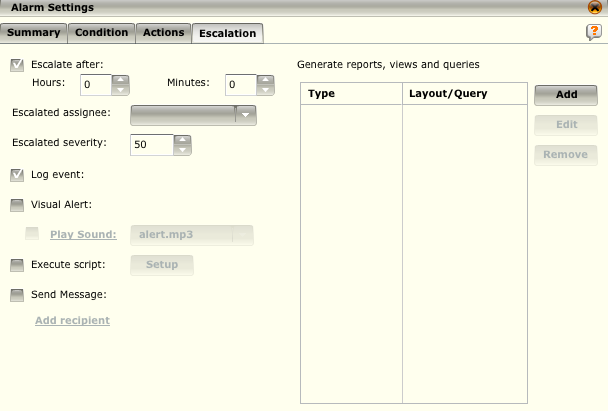 Alarm Settings
Summary Condition Actions Escalation
Escalate after:
Hours: 0 Minutes: 0
Escalated assignee:
Escalated severity: 50
Log event:
Visual Alert:
Play Sound: alert.mp3
Execute script: Setup
Send Message:
Add recipient
Generate reports, views and queries
Type Layout/Query
Add
Edit
Remove